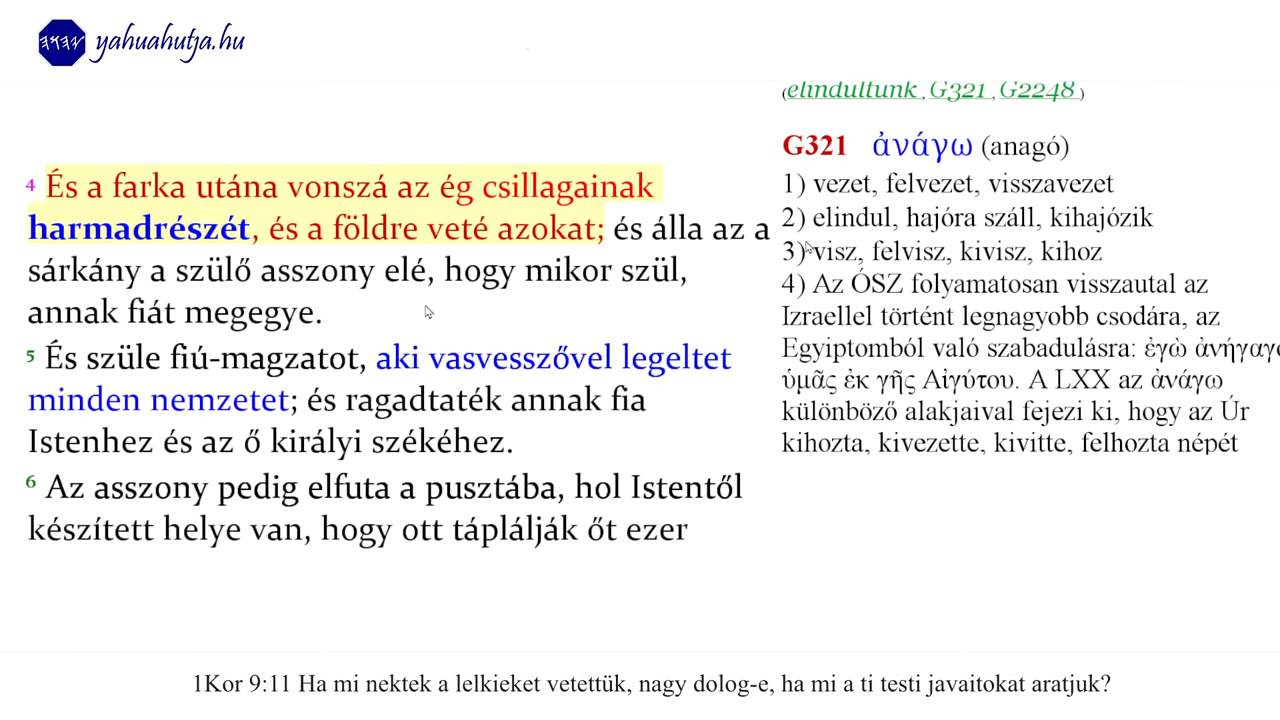 yahuahutja.hu
4 És a farka utána vonszá az ég csillagainak
harmadrészét, és a földre veté azokat; és álla az a
sárkány a szülő asszony elé, hogy mikor szül,
annak fiát megegye.
5 És szüle fiú-magzatot, aki vasvesszővel legeltet
minden nemzetet; és ragadtaték annak fia
Istenhez és az ő királyi székéhez.
6 Az asszony pedig elfuta a pusztába, hol Istentől
készített helye van, hogy ott táplálják őt ezer
(elindultunk , G321 , G2248 )
G321 ἀνάγω (anagó)
1) vezet, felvezet, visszavezet
2) elindul, hajóra száll, kihajózik
3) visz, felvisz, kivisz, kihoz
4) Az ÓSZ folyamatosan visszautal az
Izraellel történt legnagyobb csodára, az
Egyiptomból való szabadulásra: ἐγὼ ἀνήγαγο
ὑμᾶς ἐκ γῆς Αἰγύτου. A LXX az ἀνάγω
különböző alakjaival fejezi ki, hogy az Úr
kihozta, kivezette, kivitte, felhozta népét
1Kor 9:11 Ha mi nektek a lelkieket vetettük, nagy dolog-e, ha mi a ti testi javaitokat aratjuk?